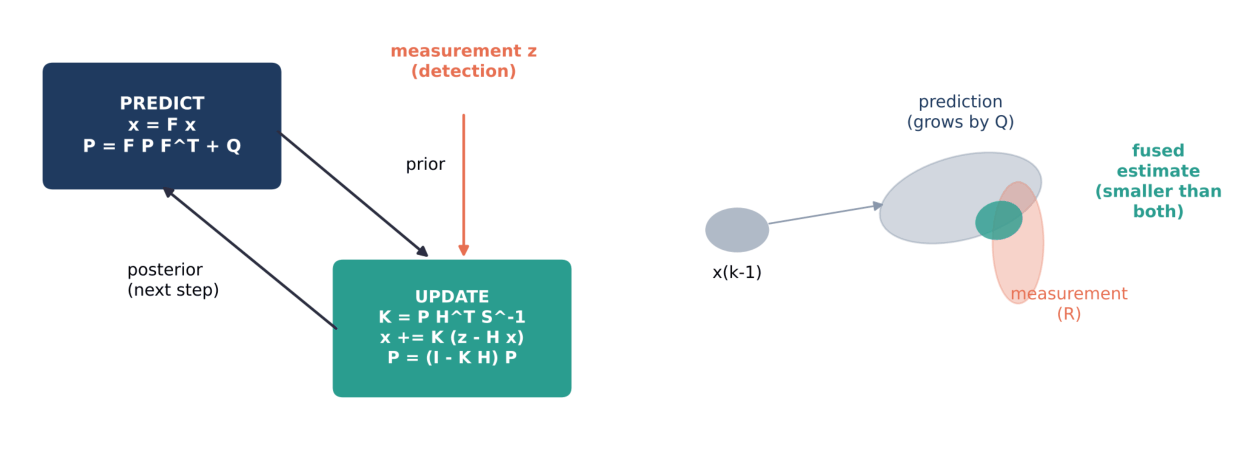 PREDICT
x = F x
P = F P F^T + Q
measurement z
(detection)
prior
posterior
(next step)
UPDATE
K = P H^T S^-1
x += K (z - H x)
P = (I - K H) P
prediction
(grows by Q)
fused
estimate
(smaller than
both)
x(k-1)
measurement
(R)